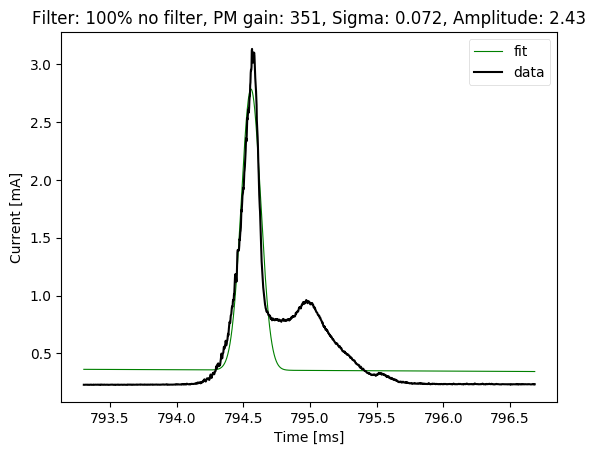 Filter: 100% no filter, PM gain: 351, Sigma: 0.072, Amplitude: 2.43
fit
data
3.0
2.5
2.0
1.5
1.0
0.5
Current [mA]
793.5 794.0 794.5 795.0 795.5 796.0 796.5
Time [ms]